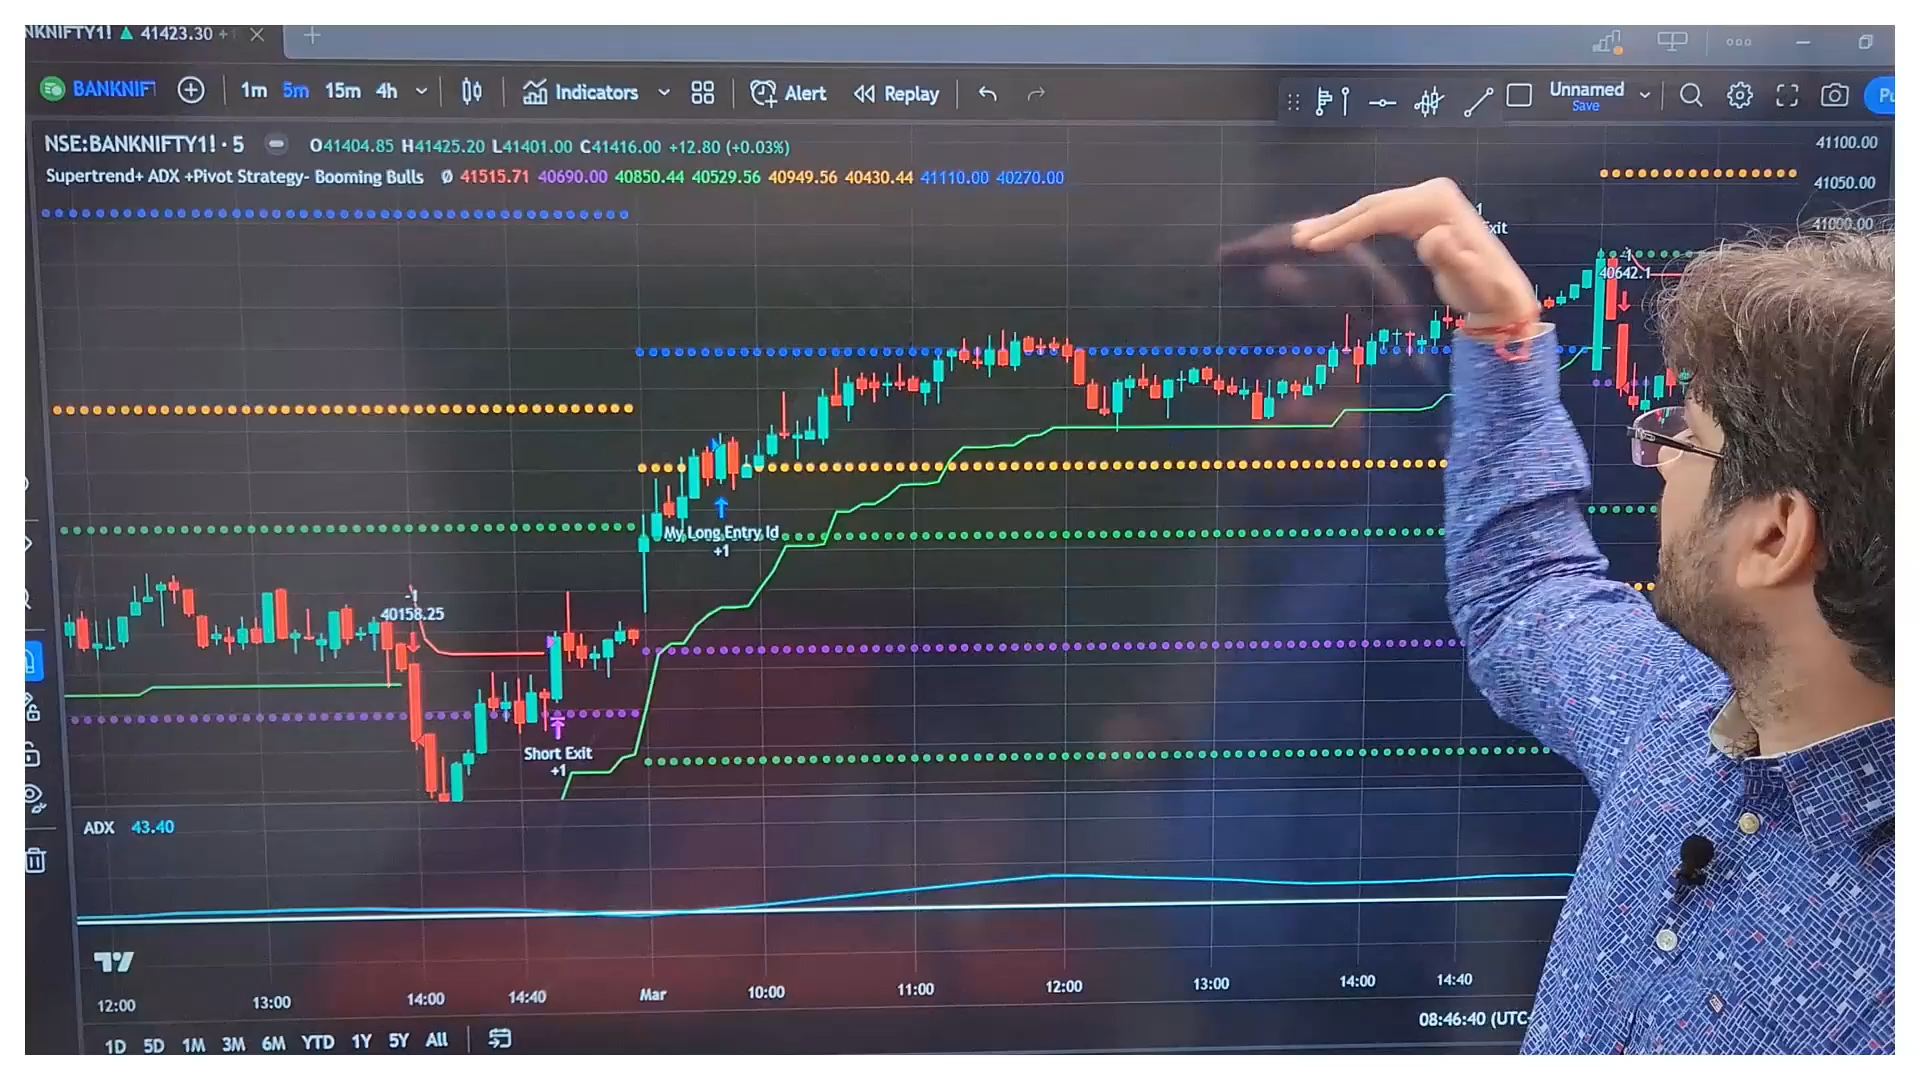 NKNIFTY1! ▲ 41423.30 +
BANKNIFT 1m 5m 15m 4h Indicators Alert Replay Unnamed
Save
NSE:BANKNIFTY1! · 5 O41404.85 H41425.20 L41401.00 C41416.00 +12.80 (+0.03%)
Supertrend+ ADX +Pivot Strategy- Booming Bulls Ø 41515.71 40690.00 40850.44 40529.56 40949.56 40430.44 41110.00 40270.00
41100.00
41050.00
41000.00
-1
40642.1
My Long Entry Id
+1
-1
40158.25
Short Exit
+1
ADX 43.40
12:00 13:00 14:00 14:40 Mar 10:00 11:00 12:00 13:00 14:00 14:40
08:46:40 (UTC
1D 5D 1M 3M 6M YTD 1Y 5Y All